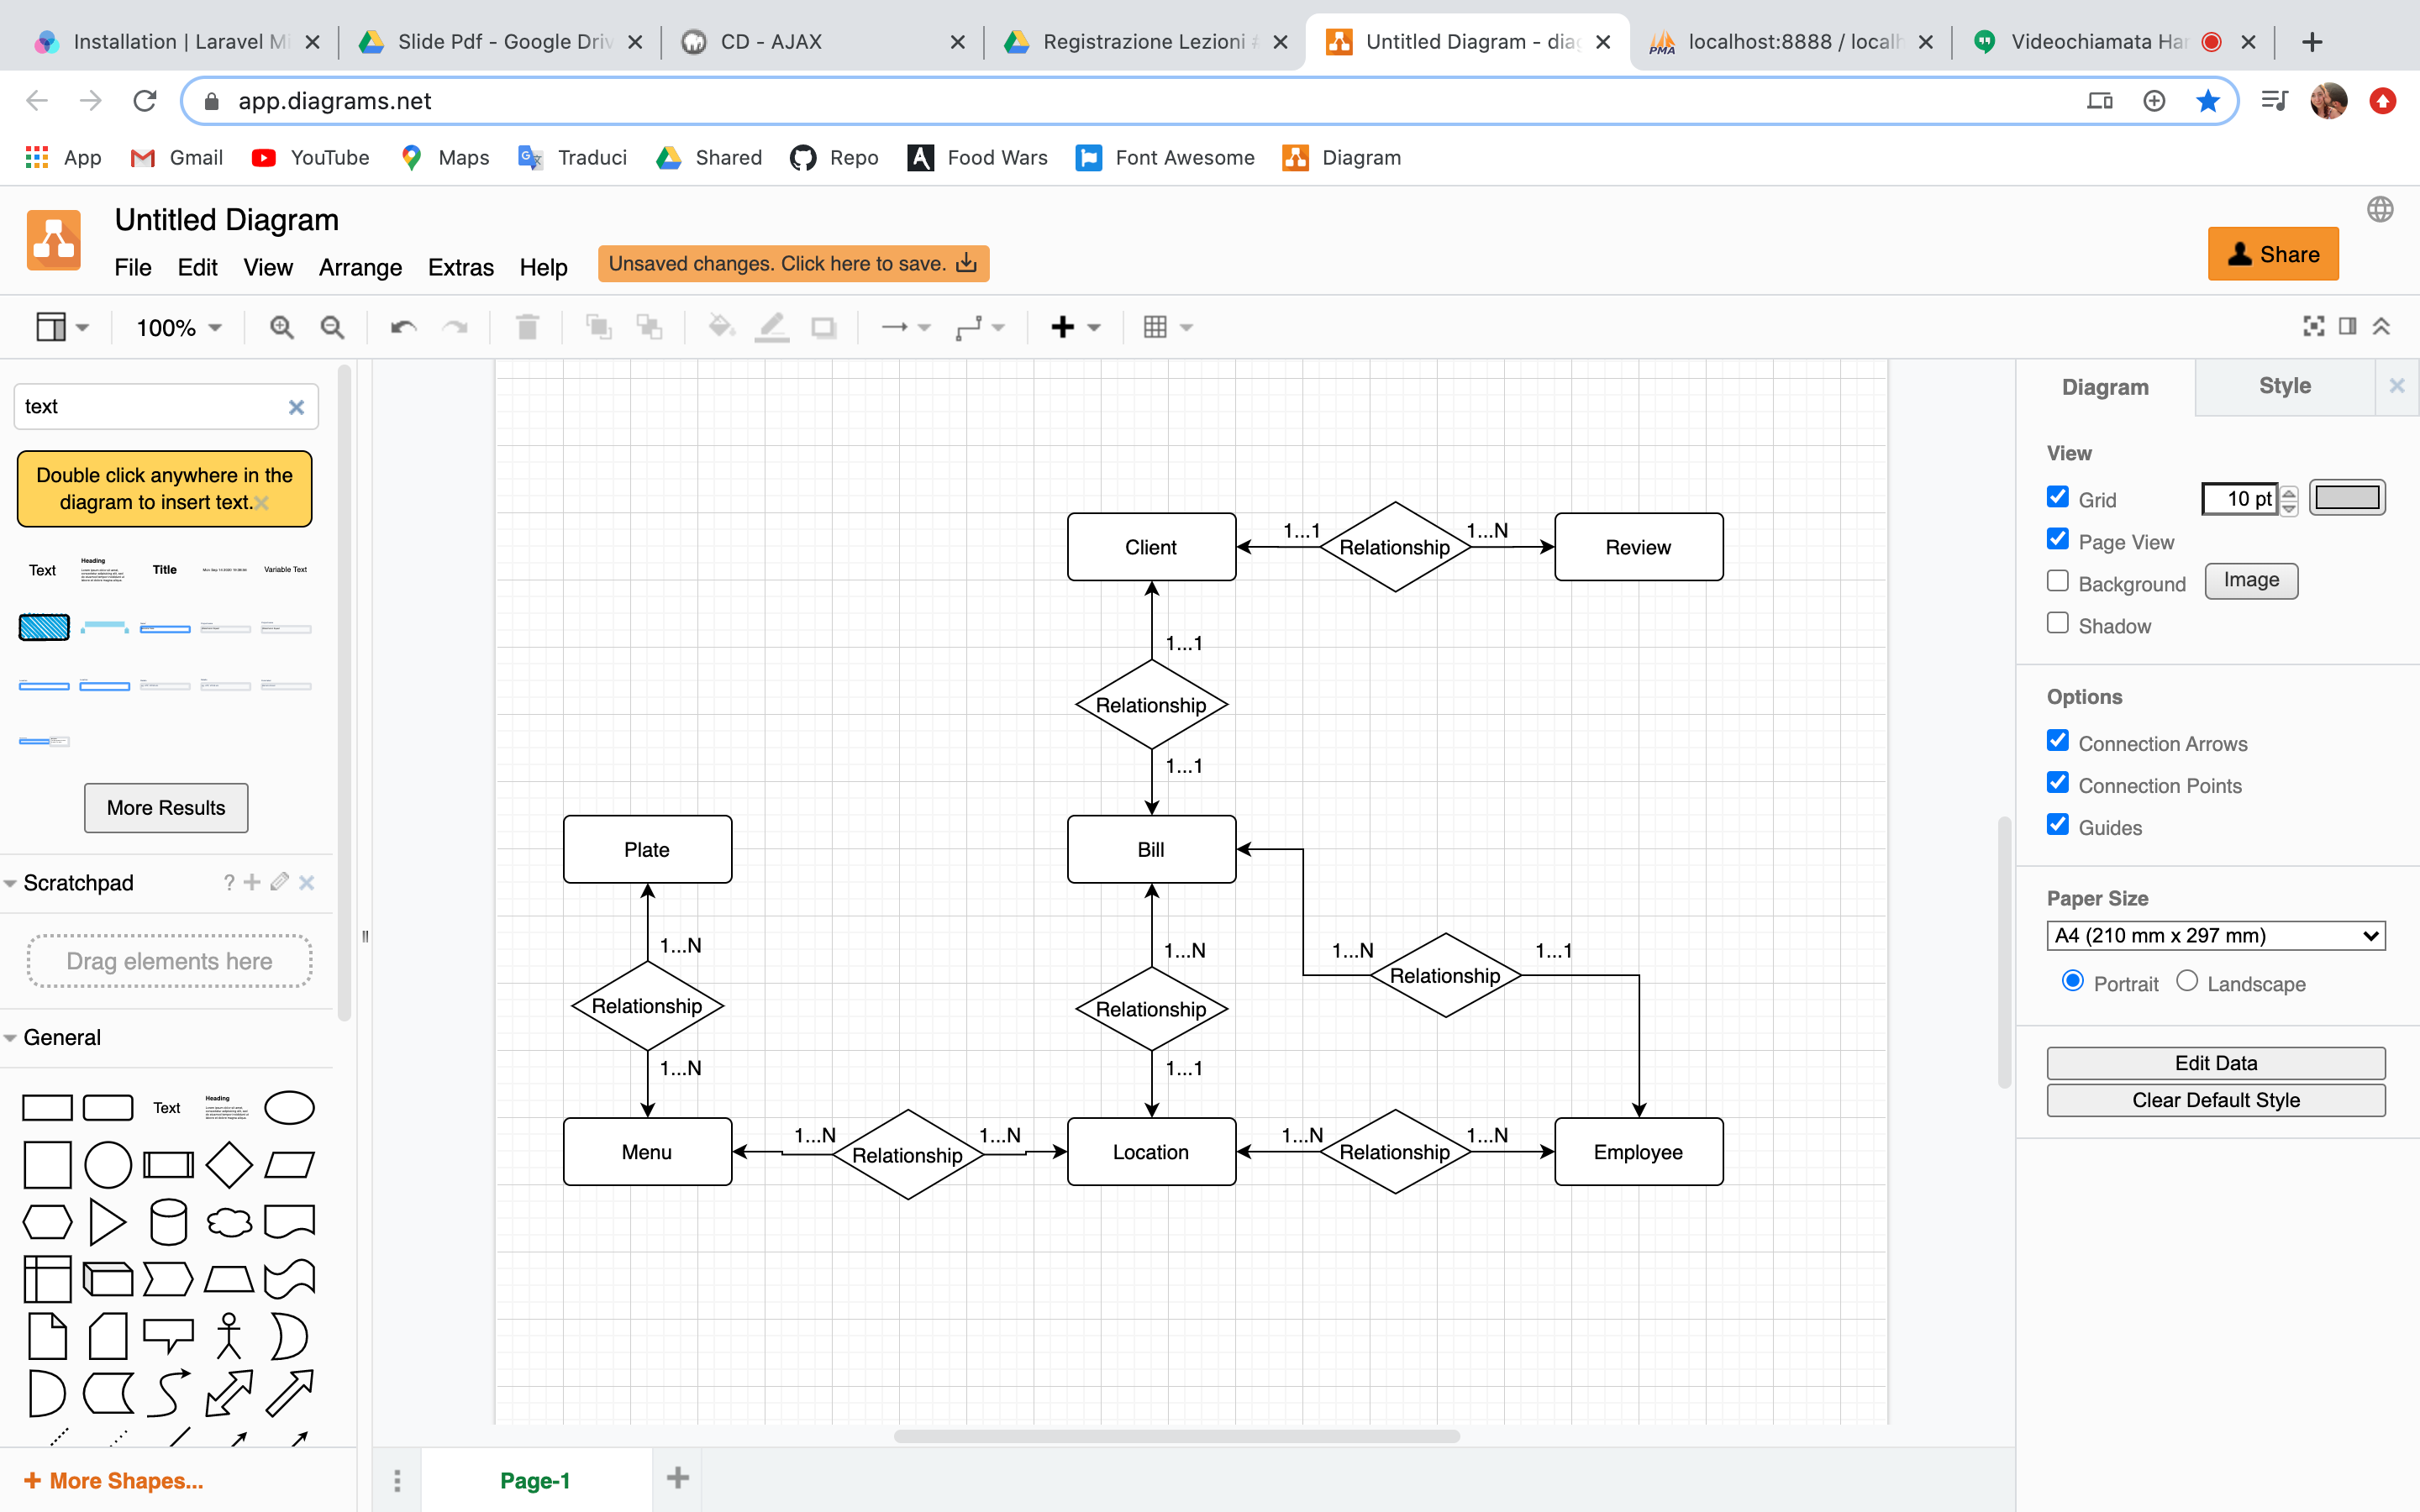 Installation | Laravel Mi
Slide Pdf - Google Driv
CD - AJAX
Registrazione Lezioni #
Untitled Diagram - diag
PMA
localhost:8888 / localh
Videochiamata Han
app.diagrams.net
App
Gmail
YouTube
Maps
Traduci
Shared
Repo
Food Wars
Font Awesome
Diagram
Untitled Diagram
File Edit View Arrange Extras Help
Unsaved changes. Click here to save.
Share
100%
text
Double click anywhere in the
diagram to insert text.
Text
Heading
Title
Variable Text
More Results
Scratchpad
?
Drag elements here
General
Text
Heading
More Shapes...
Client
1...1
Relationship
1...N
Review
1...1
Relationship
1...1
Plate
Bill
1...N
Relationship
1...N
1...N
Relationship
1...1
1...N
Relationship
1...1
Menu
1...N
Relationship
1...N
Location
1...N
Relationship
1...N
Employee
Page-1
Diagram
Style
View
Grid
10 pt
Page View
Background
Image
Shadow
Options
Connection Arrows
Connection Points
Guides
Paper Size
A4 (210 mm x 297 mm)
Portrait
Landscape
Edit Data
Clear Default Style